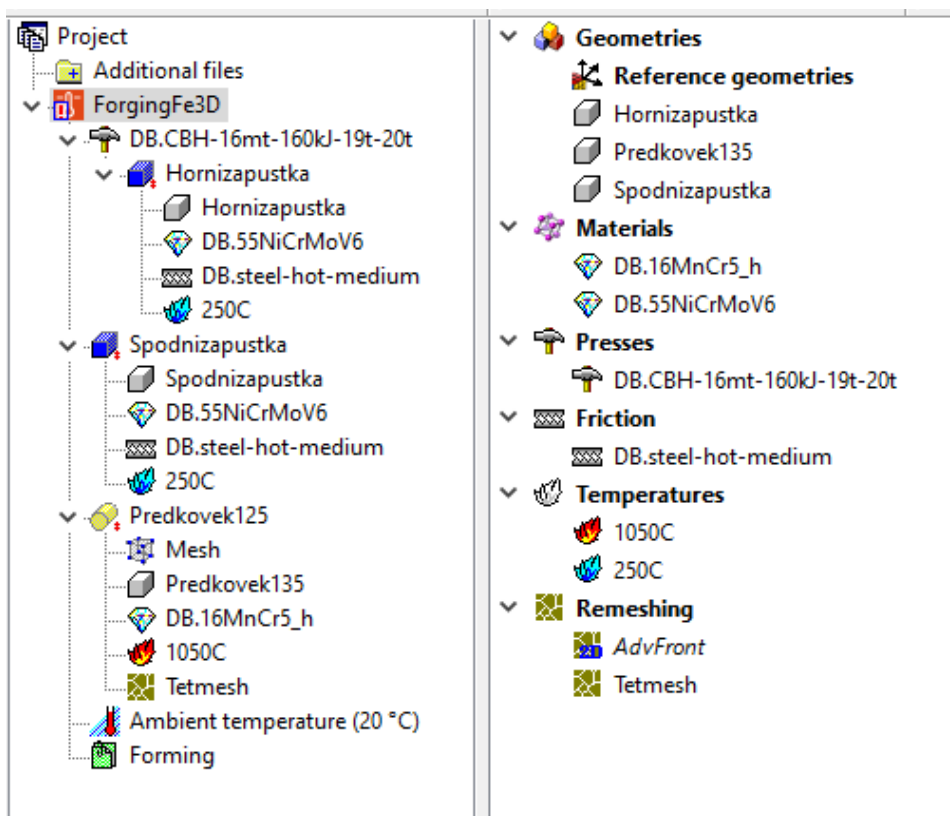 Project
Additional files
ForgingFe3D
DB.CBH-16mt-160kJ-19t-20t
Hornizapustka
Hornizapustka
DB.55NiCrMoV6
DB.steel-hot-medium
250C
Spodnizapustka
Spodnizapustka
DB.55NiCrMoV6
DB.steel-hot-medium
250C
Predkovek125
Mesh
Predkovek135
DB.16MnCr5_h
1050C
Tetmesh
Ambient temperature (20 °C)
Forming
Geometries
Reference geometries
Hornizapustka
Predkovek135
Spodnizapustka
Materials
DB.16MnCr5_h
DB.55NiCrMoV6
Presses
DB.CBH-16mt-160kJ-19t-20t
Friction
DB.steel-hot-medium
Temperatures
1050C
250C
Remeshing
2D AdvFront
Tetmesh